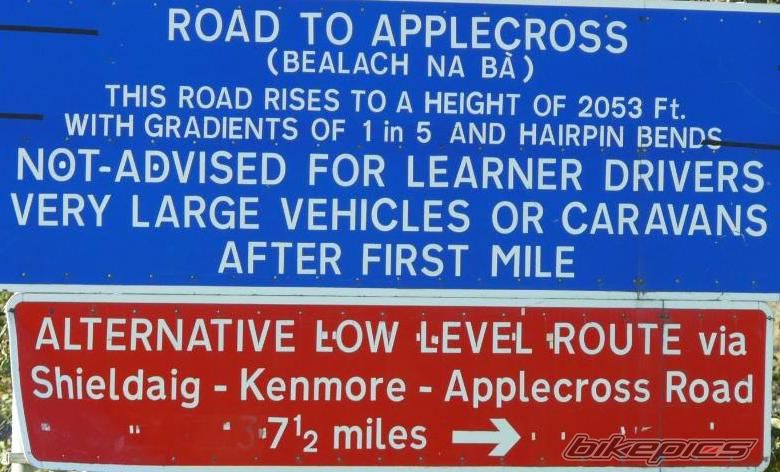 ROAD TO APPLECROSS
(BEALACH NA BÀ)
THIS ROAD RISES TO A HEIGHT OF 2053 Ft.
WITH GRADIENTS OF 1 in 5 AND HAIRPIN BENDS
NOT-ADVISED FOR LEARNER DRIVERS
VERY LARGE VEHICLES OR CARAVANS
AFTER FIRST MILE
ALTERNATIVE LOW LEVEL ROUTE via
Shieldaig - Kenmore - Applecross Road
7½ miles →
bikepics